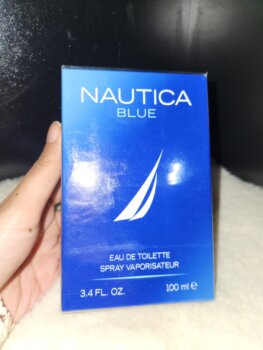 NAUTICA
BLUE
EAU DE TOILETTE
SPRAY VAPORISATEUR
3.4 FL. OZ. 100 ml ℮